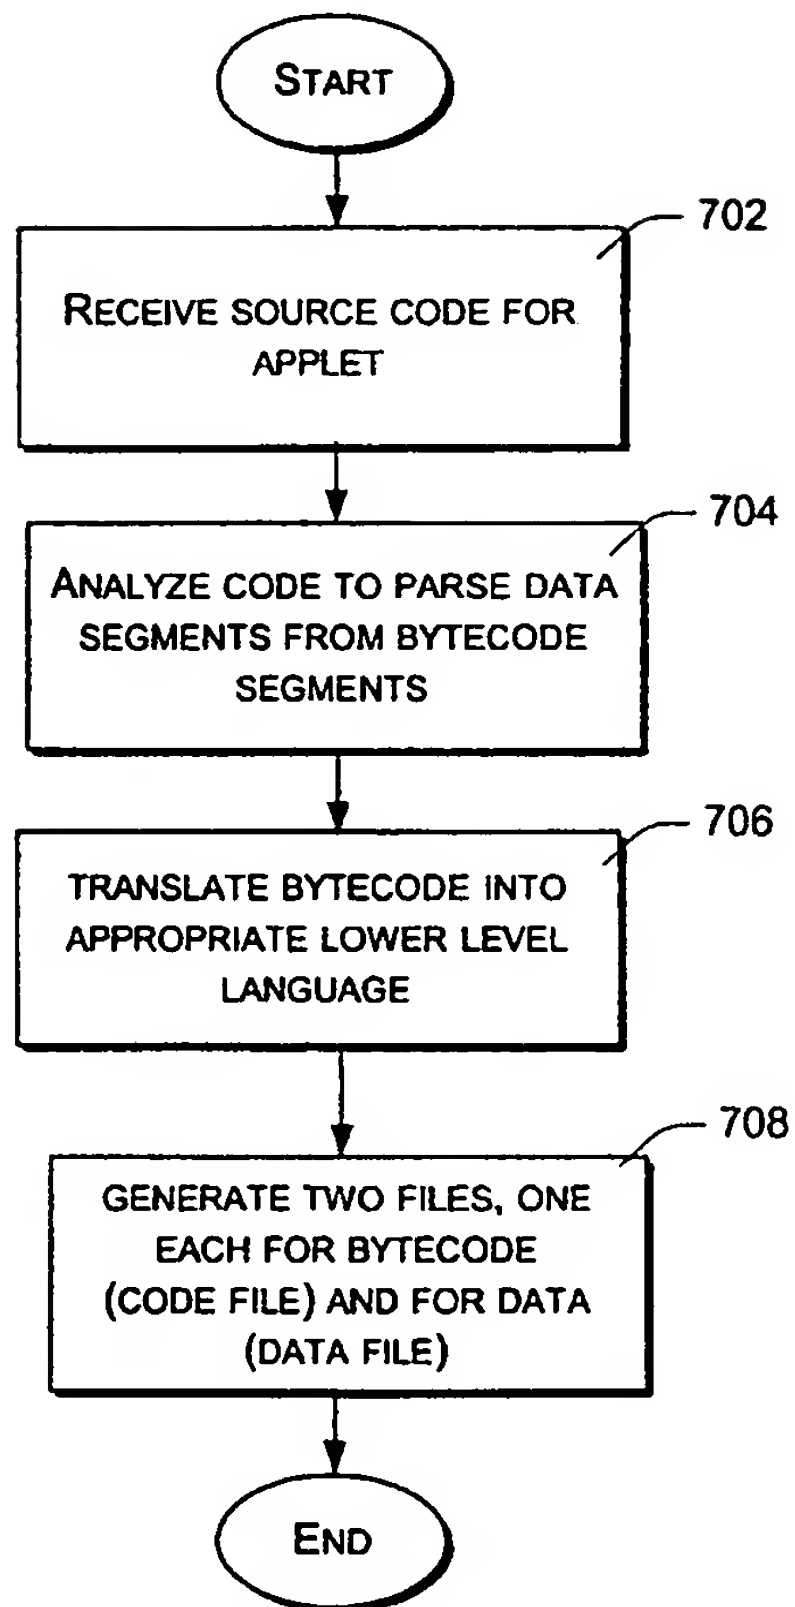 START
702
RECEIVE SOURCE CODE FOR
APPLET
704
ANALYZE CODE TO PARSE DATA
SEGMENTS FROM BYTECODE
SEGMENTS
706
TRANSLATE BYTECODE INTO
APPROPRIATE LOWER LEVEL
LANGUAGE
708
GENERATE TWO FILES, ONE
EACH FOR BYTECODE
(CODE FILE) AND FOR DATA
(DATA FILE)
END